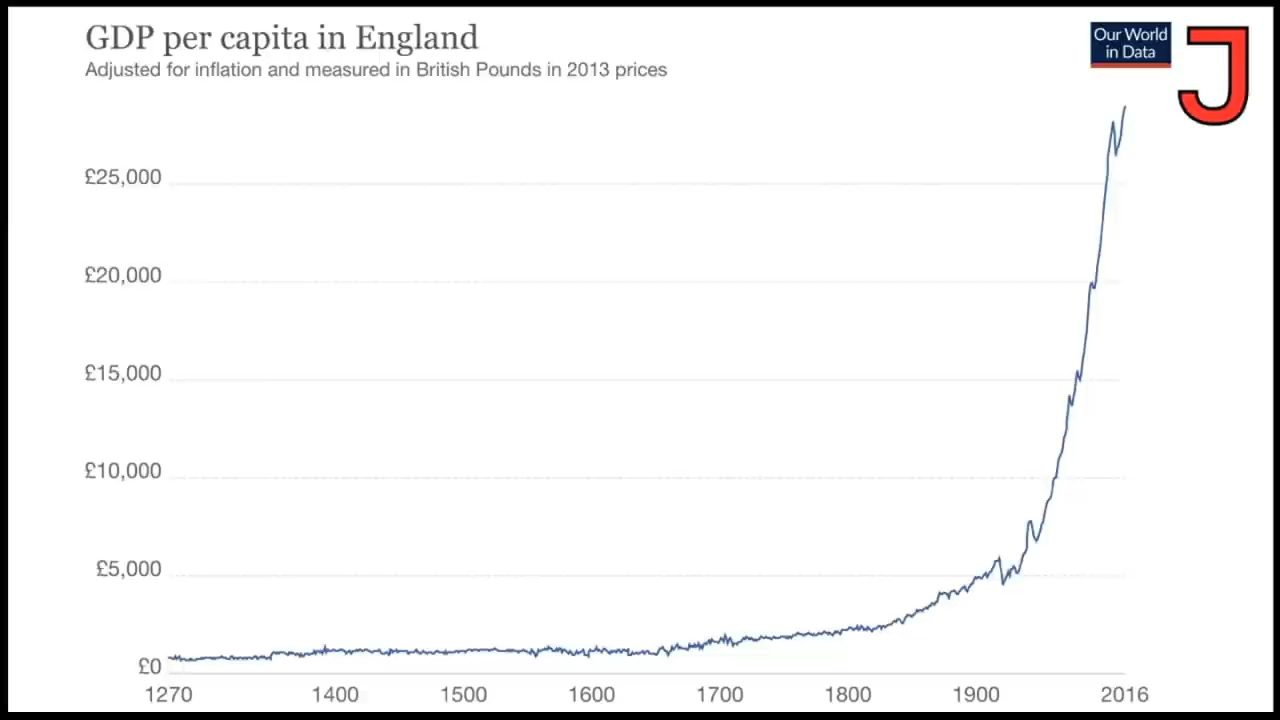 GDP per capita in England
Adjusted for inflation and measured in British Pounds in 2013 prices
Our World
in Data
J
£25,000
£20,000
£15,000
£10,000
£5,000
£0
1270 1400 1500 1600 1700 1800 1900 2016